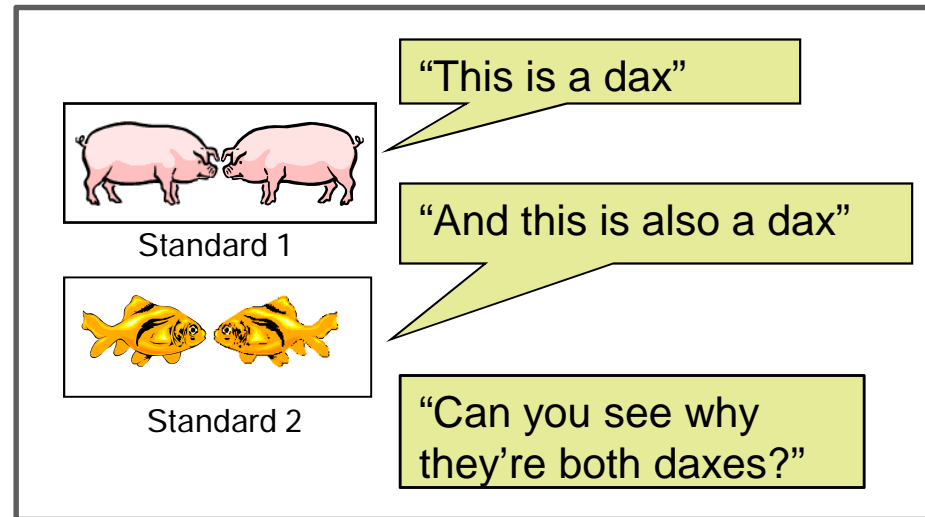 “This is a dax”
Standard 1
“And this is also a dax”
Standard 2
“Can you see why
they’re both daxes?”